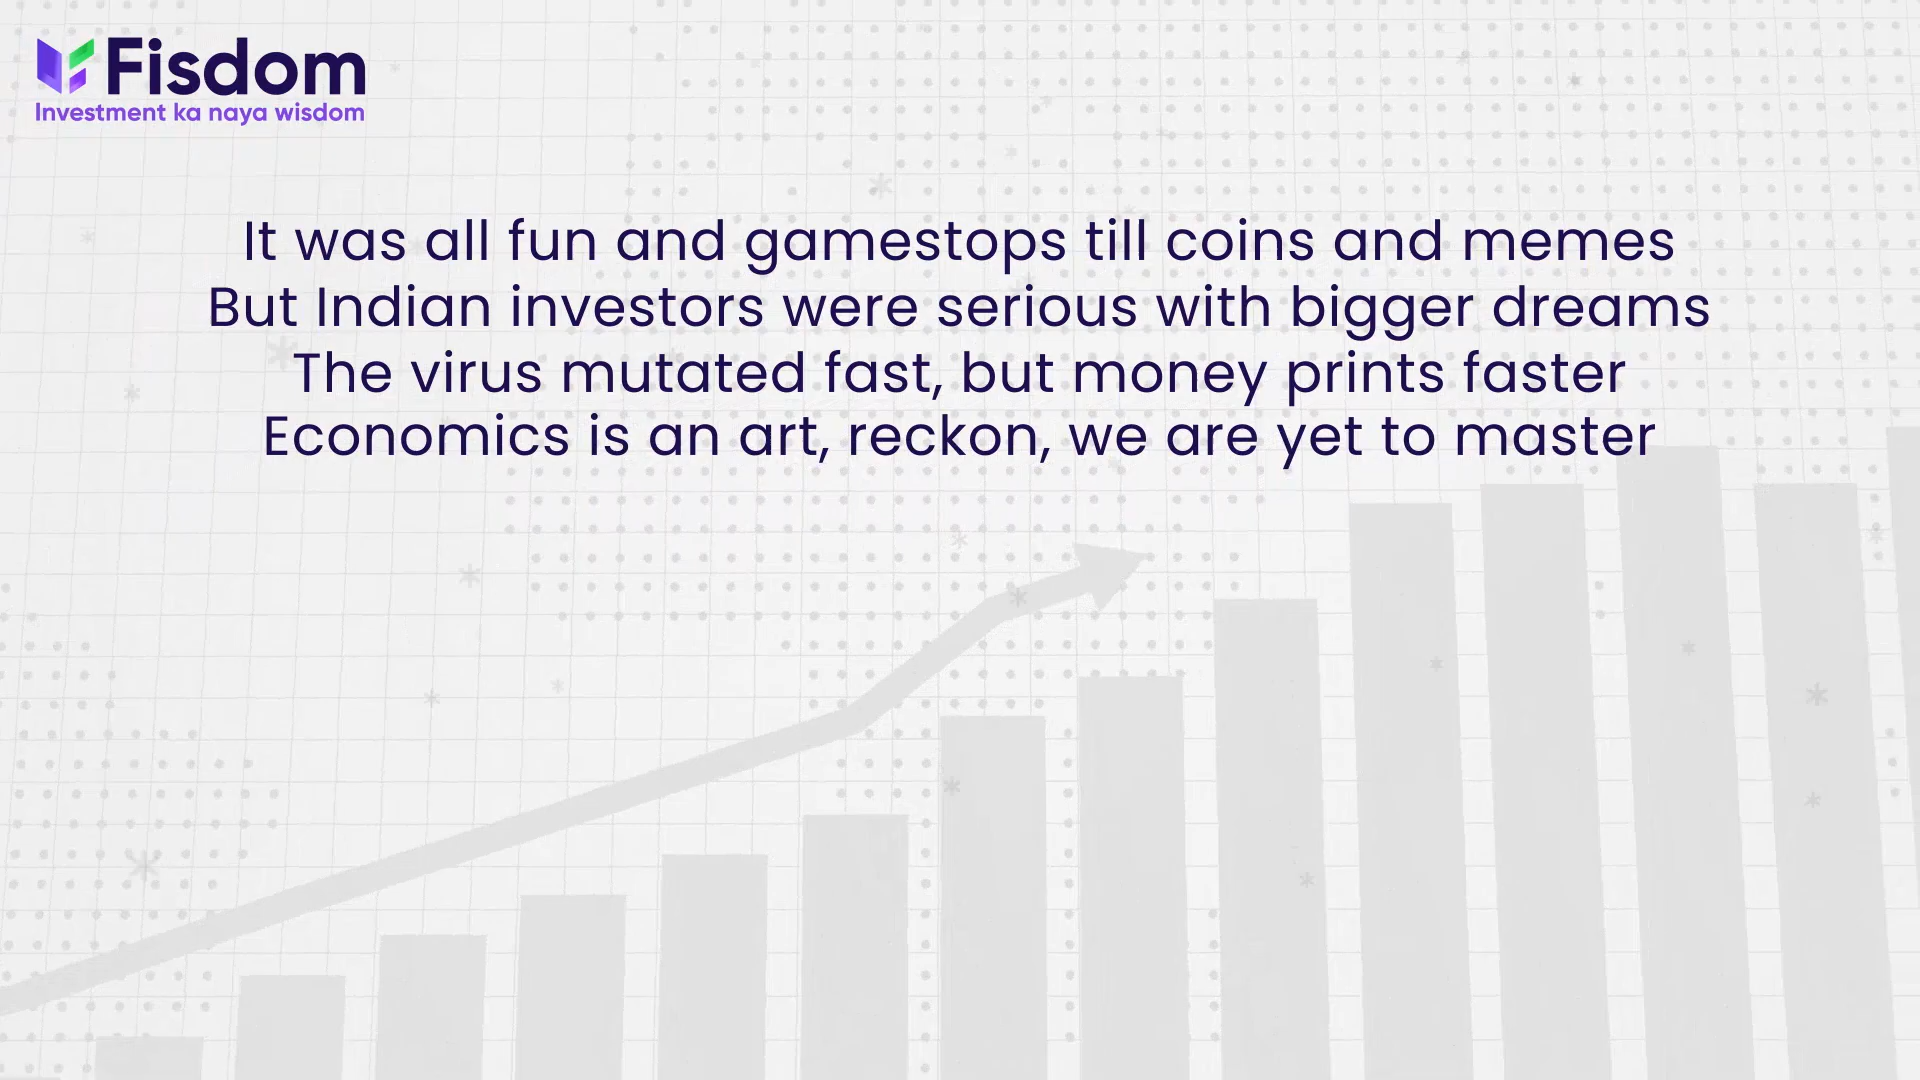 Fisdom
Investment ka naya wisdom
It was all fun and gamestops till coins and memes
But Indian investors were serious with bigger dreams
The virus mutated fast, but money prints faster
Economics is an art, reckon, we are yet to master